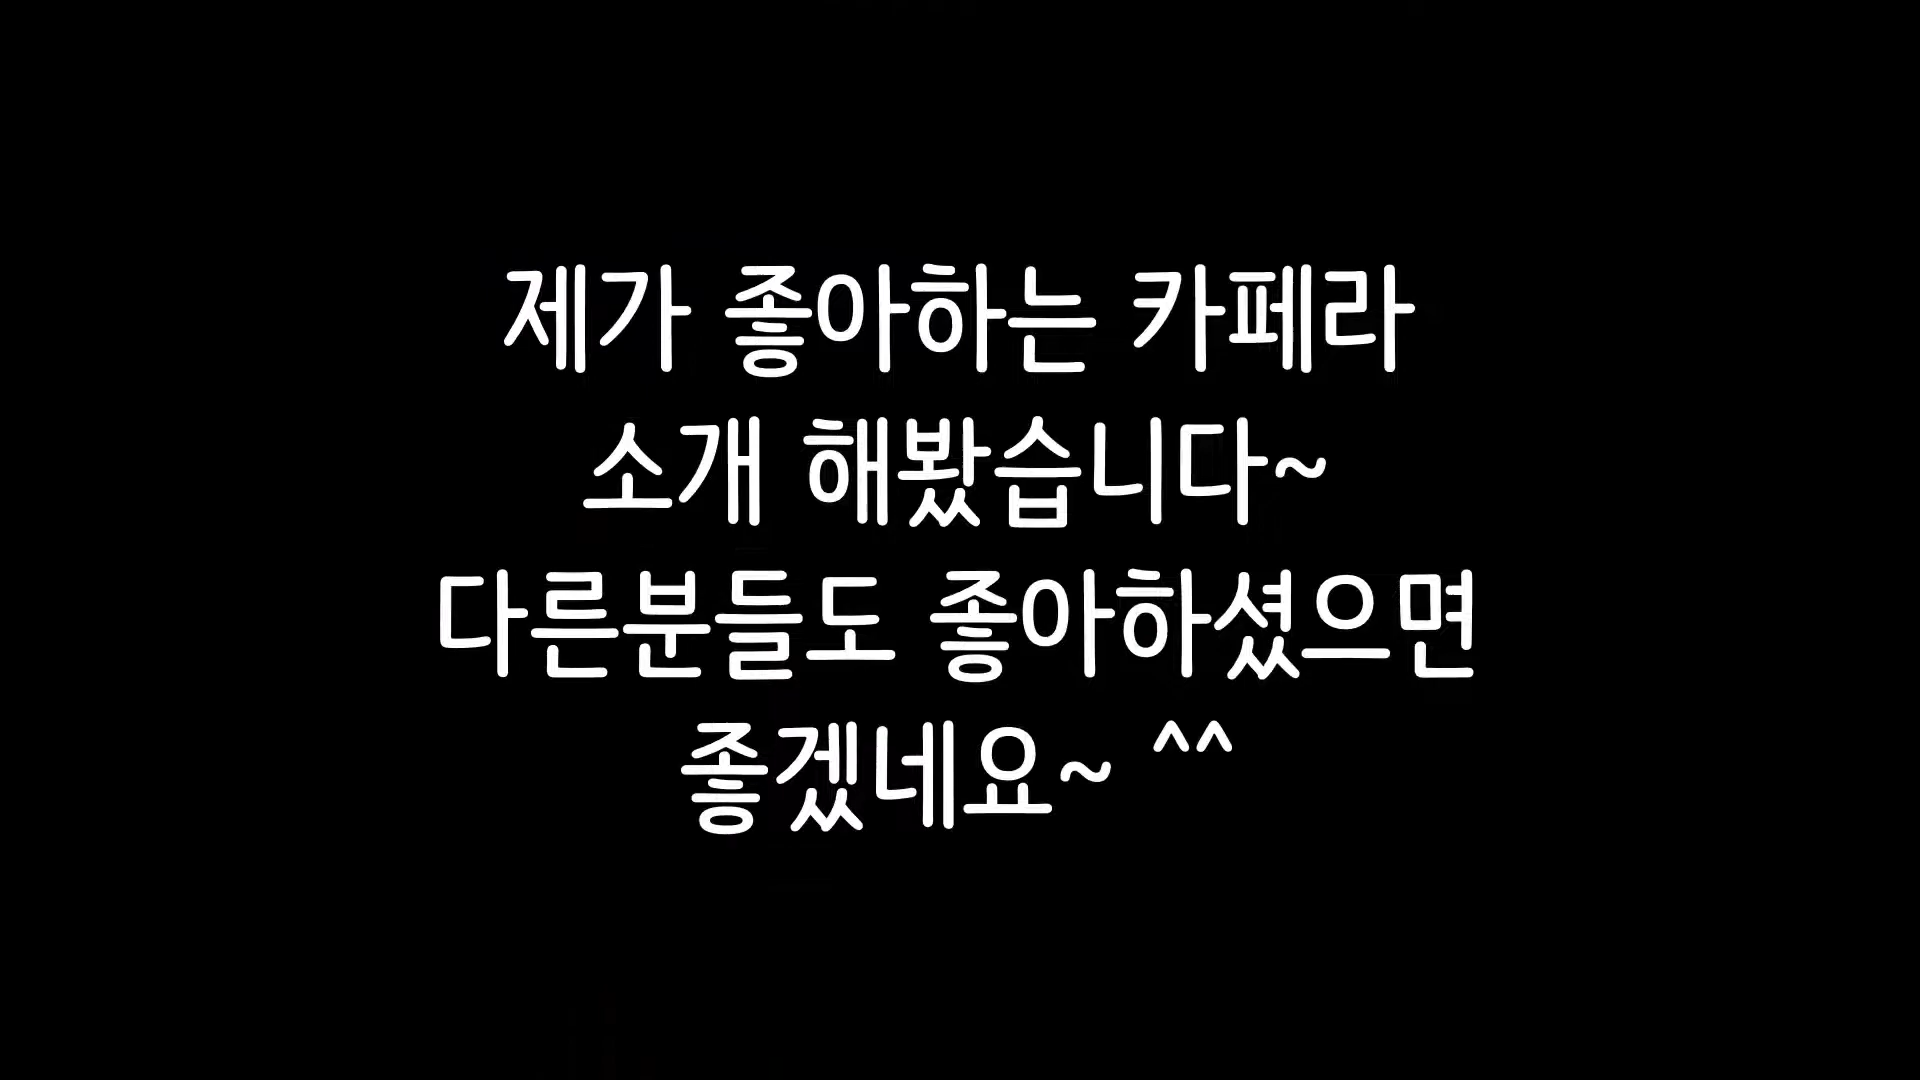 제가 좋아하는 카페라
소개 해봤습니다~
다른분들도 좋아하셨으면
좋겠네요~ ^^